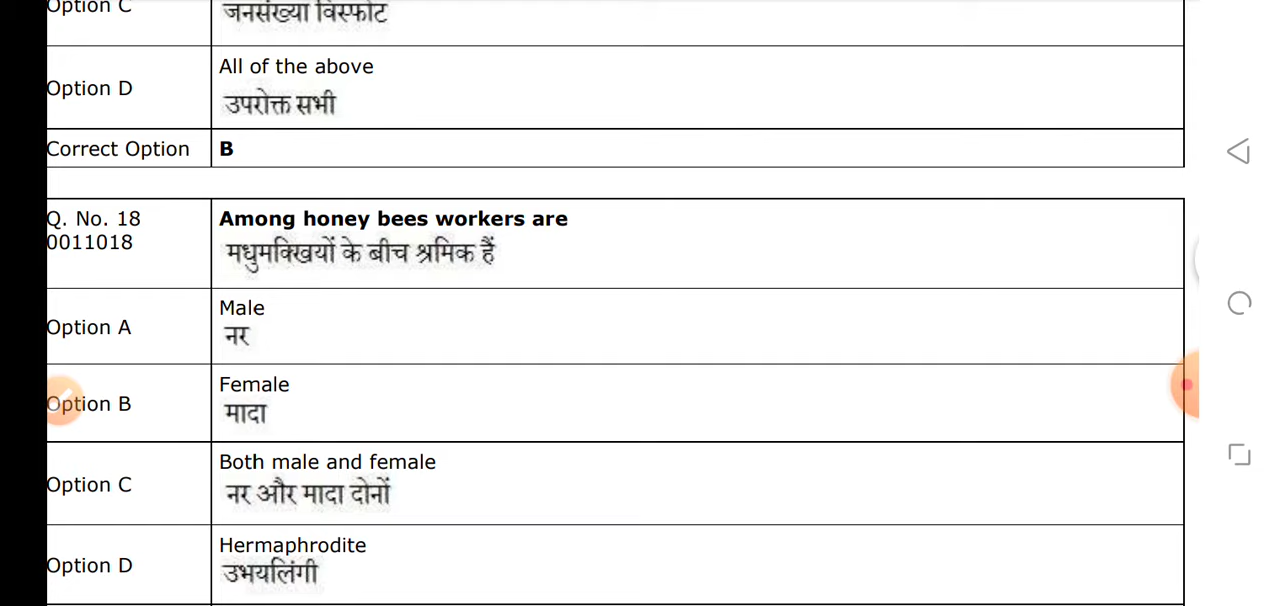 Option C
जनसंख्या विस्फोट
All of the above
Option D
उपरोक्त सभी
Correct Option B
Q. No. 18 Among honey bees workers are
0011018
मधुमक्खियों के बीच श्रमिक हैं
Male
Option A
नर
Female
Option B
मादा
Both male and female
Option C
नर और मादा दोनों
Hermaphrodite
Option D
उभयलिंगी